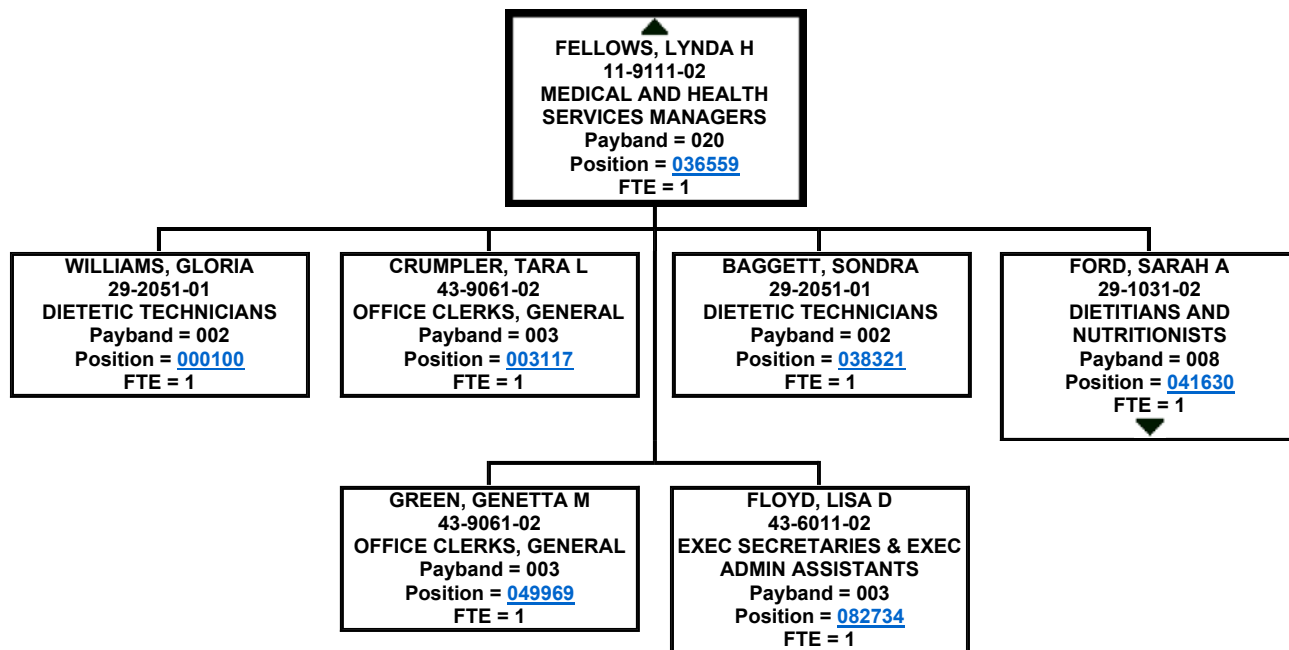 FELLOWS, LYNDA H
11-9111-02
MEDICAL AND HEALTH
SERVICES MANAGERS
Payband = 020
Position = 036559
FTE = 1
WILLIAMS, GLORIA
29-2051-01
DIETETIC TECHNICIANS
Payband = 002
Position = 000100
FTE = 1
CRUMPLER, TARA L
43-9061-02
OFFICE CLERKS, GENERAL
Payband = 003
Position = 003117
FTE = 1
BAGGETT, SONDRA
29-2051-01
DIETETIC TECHNICIANS
Payband = 002
Position = 038321
FTE = 1
FORD, SARAH A
29-1031-02
DIETITIANS AND
NUTRITIONISTS
Payband = 008
Position = 041630
FTE = 1
GREEN, GENETTA M
43-9061-02
OFFICE CLERKS, GENERAL
Payband = 003
Position = 049969
FTE = 1
FLOYD, LISA D
43-6011-02
EXEC SECRETARIES & EXEC
ADMIN ASSISTANTS
Payband = 003
Position = 082734
FTE = 1